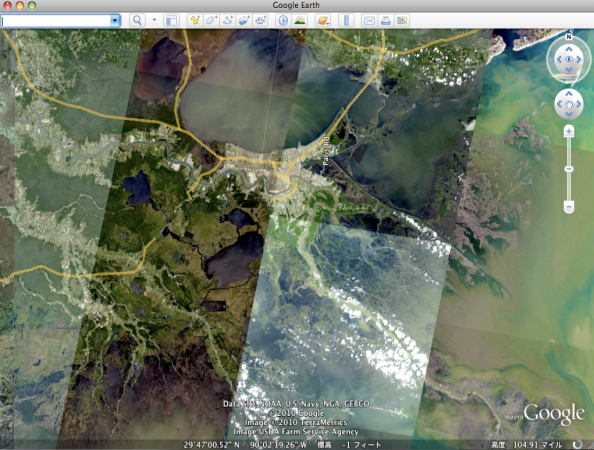 Google Earth
N
Data SIO, NOAA, U.S. Navy, NGA, GEBCO
© 2010 Google
Image © 2010 TerraMetrics
Image USDA Farm Service Agency
©2010 Google
29°47'00.52" N 90°02'19.26" W 標高 -1 フィート 高度 104.91 マイル